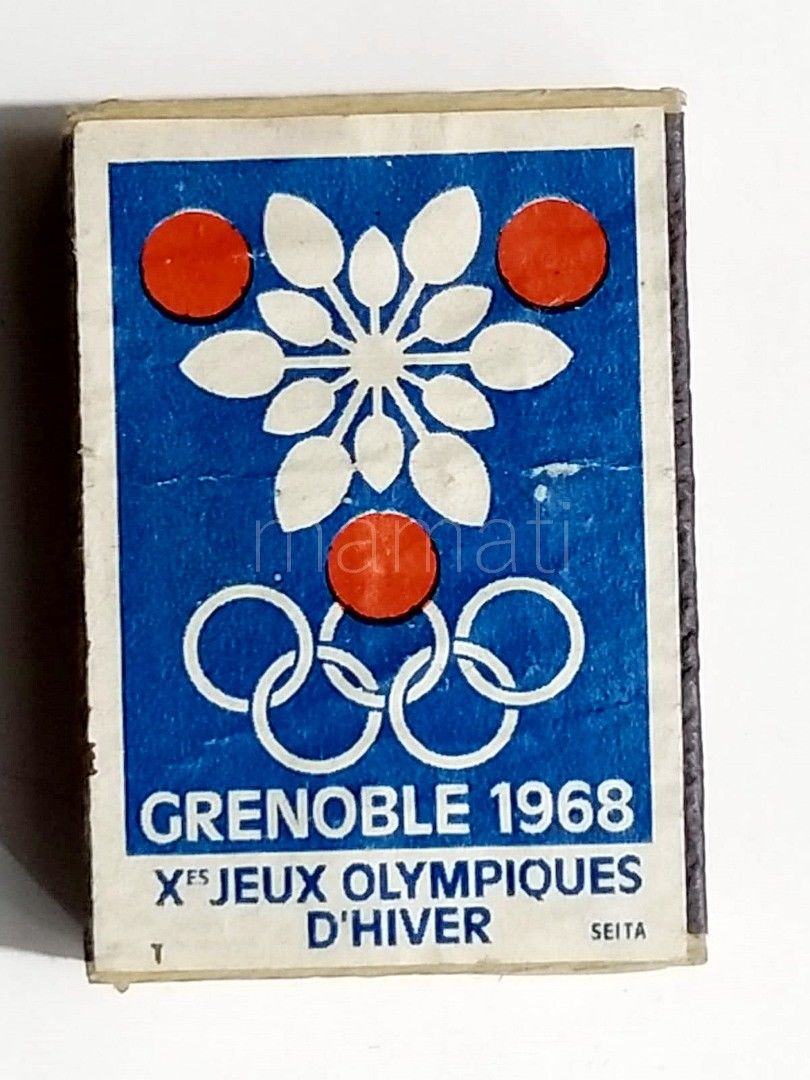 mamati
GRENOBLE 1968
Xᴱˢ JEUX OLYMPIQUES
D'HIVER
SEITA
T